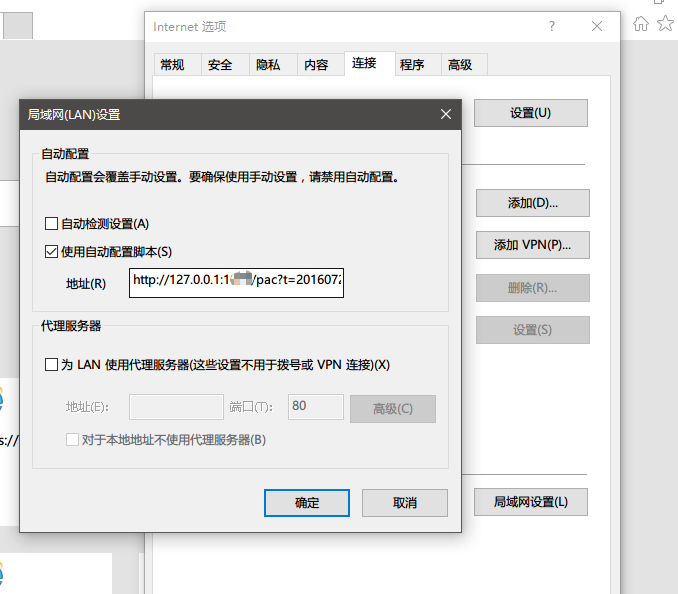 Internet 选项
常规 安全 隐私 内容 连接 程序 高级
局域网(LAN)设置
设置(U)
自动配置
自动配置会覆盖手动设置。要确保使用手动设置，请禁用自动配置。
添加(D)...
自动检测设置(A)
添加 VPN(P)...
使用自动配置脚本(S)
地址(R) http://127.0.0.1:1 /pac?t=201607
删除(R)...
代理服务器
设置(S)
为 LAN 使用代理服务器(这些设置不用于拨号或 VPN 连接)(X)
地址(E): 端口(T): 80 高级(C)
对于本地地址不使用代理服务器(B)
s://
确定 取消
局域网设置(L)